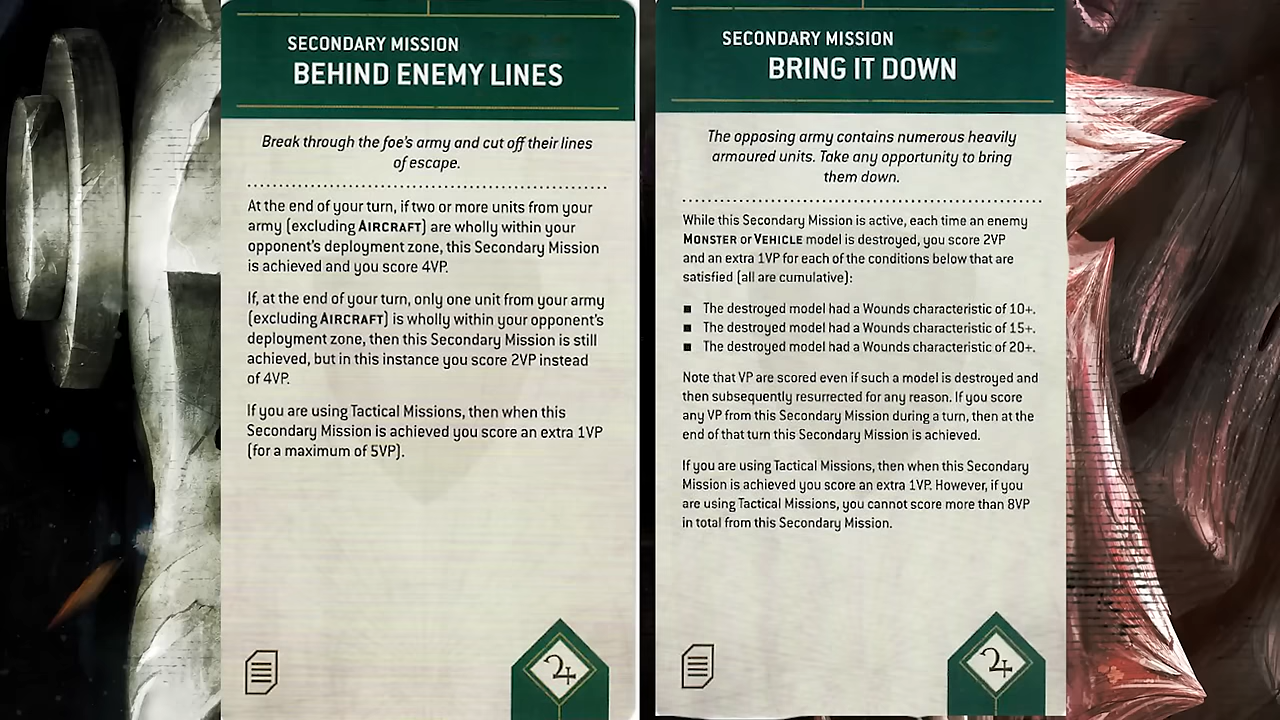 SECONDARY MISSION
BEHIND ENEMY LINES
Break through the foe's army and cut off their lines
of escape.
At the end of your turn, if two or more units from your
army (excluding AIRCRAFT) are wholly within your
opponent's deployment zone, this Secondary Mission
is achieved and you score 4VP.
If, at the end of your turn, only one unit from your army
(excluding AIRCRAFT) is wholly within your opponent's
deployment zone, then this Secondary Mission is still
achieved, but in this instance you score 2VP instead
of 4VP.
If you are using Tactical Missions, then when this
Secondary Mission is achieved you score an extra 1VP
(for a maximum of 5VP).
SECONDARY MISSION
BRING IT DOWN
The opposing army contains numerous heavily
armoured units. Take any opportunity to bring
them down.
While this Secondary Mission is active, each time an enemy
MONSTER or VEHICLE model is destroyed, you score 2VP
and an extra 1VP for each of the conditions below that are
satisfied (all are cumulative):
■ The destroyed model had a Wounds characteristic of 10+.
■ The destroyed model had a Wounds characteristic of 15+.
■ The destroyed model had a Wounds characteristic of 20+.
Note that VP are scored even if such a model is destroyed and
then subsequently resurrected for any reason. If you score
any VP from this Secondary Mission during a turn, then at the
end of that turn this Secondary Mission is achieved.
If you are using Tactical Missions, then when this Secondary
Mission is achieved you score an extra 1VP. However, if you
are using Tactical Missions, you cannot score more than 8VP
in total from this Secondary Mission.